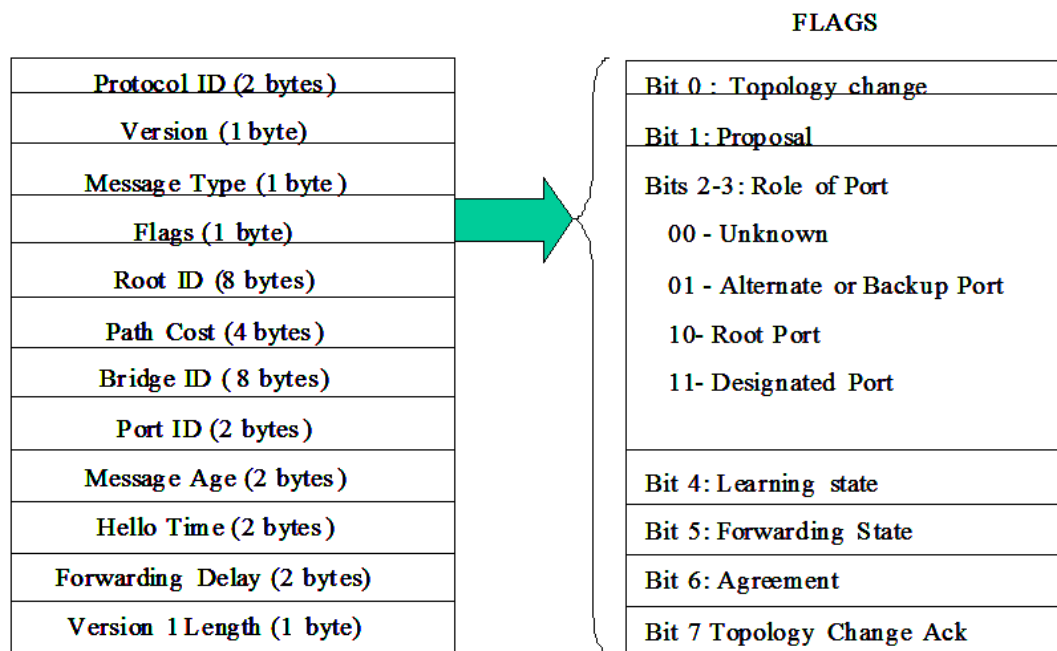 FLAGS
Protocol ID (2 bytes)
Version (1 byte)
Message Type (1 byte)
Flags (1 byte)
Root ID (8 bytes)
Path Cost (4 bytes)
Bridge ID ( 8 bytes)
Port ID (2 bytes)
Message Age (2 bytes)
Hello Time (2 bytes)
Forwarding Delay (2 bytes)
Version 1 Length (1 byte)
Bit 0 : Topology change
Bit 1: Proposal
Bits 2-3: Role of Port
00 - Unknown
01 - Alternate or Backup Port
10- Root Port
11- Designated Port
Bit 4: Learning state
Bit 5: Forwarding State
Bit 6: Agreement
Bit 7 Topology Change Ack